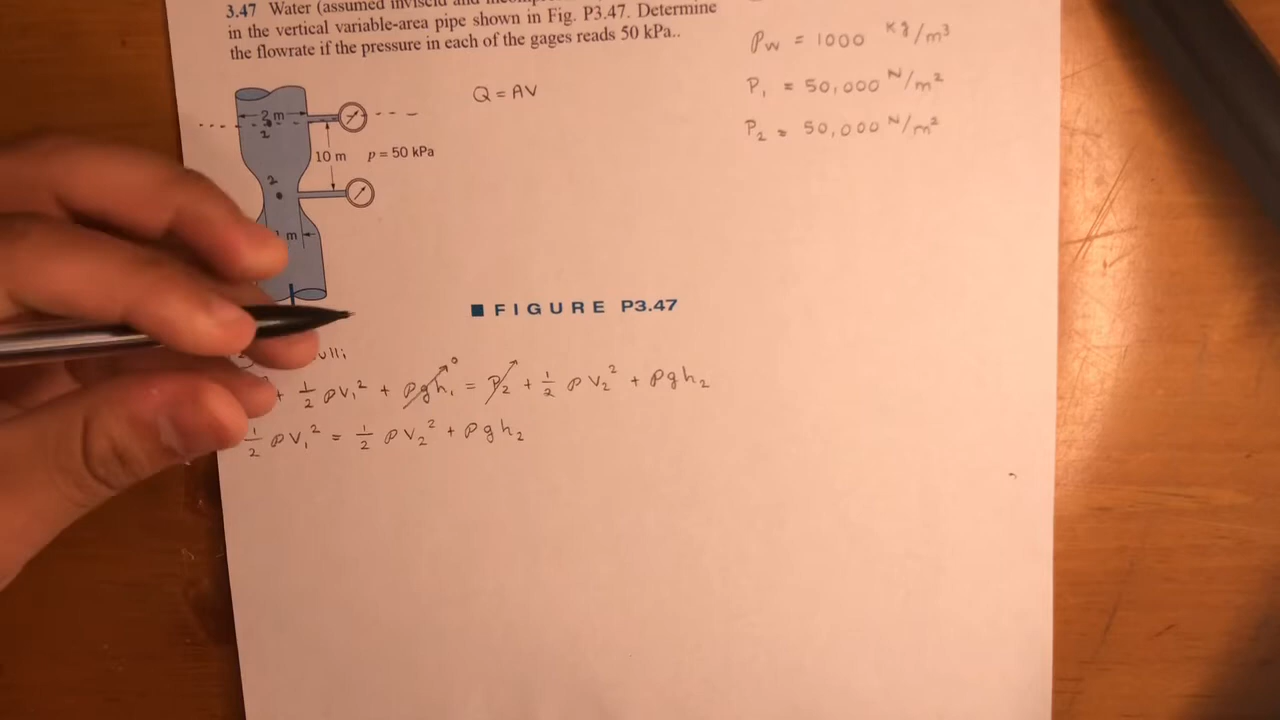 3.47 Water (assumed inviscid and
in the vertical variable-area pipe shown in Fig. P3.47. Determine
the flowrate if the pressure in each of the gages reads 50 kPa..
ρw = 1000 kg/m³
P₁ = 50,000 N/m²
P₂ = 50,000 N/m²
Q = AV
2 m
2
10 m p = 50 kPa
2
m
■ FIGURE P3.47
+ ½ ρV₁² + ρgh₁ = P₂ + ½ ρV₂² + ρgh₂
0
½ ρV₁² = ½ ρV₂² + ρgh₂